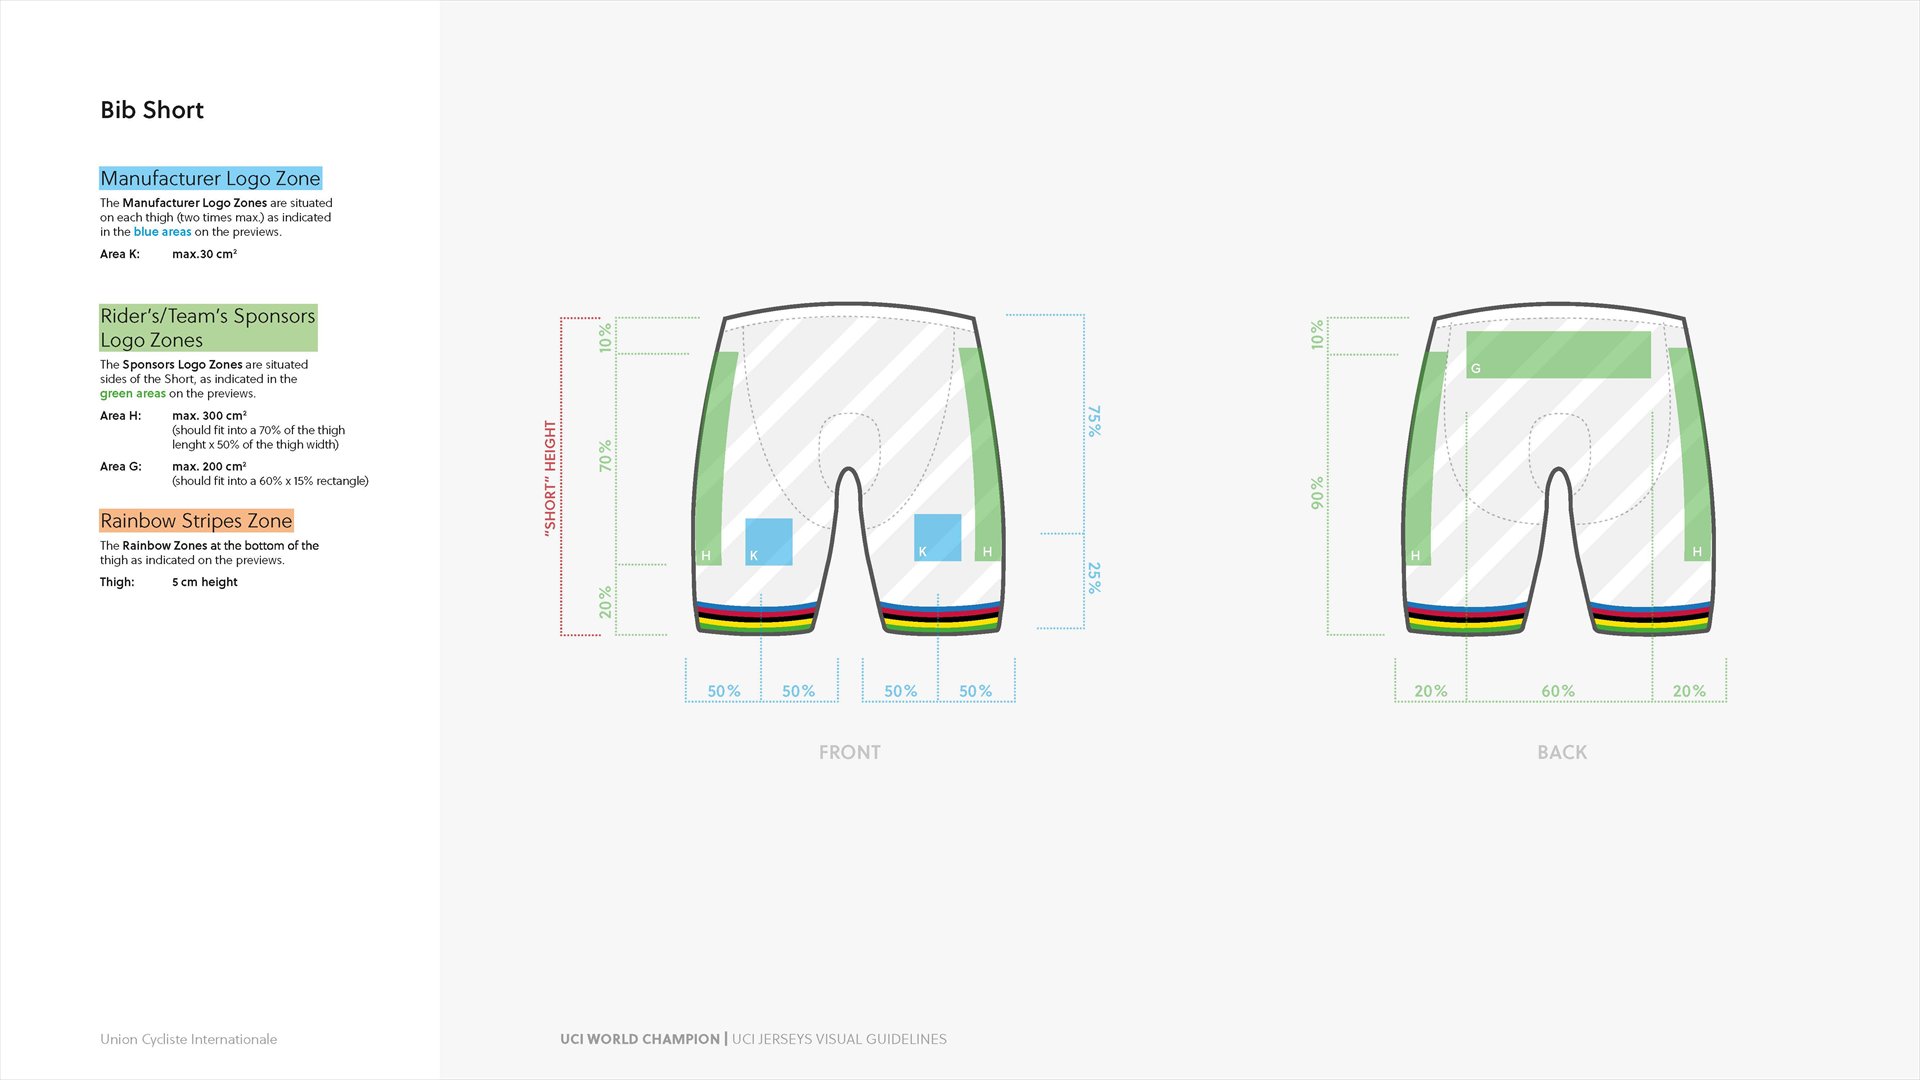 Bib Short
Manufacturer Logo Zone
The Manufacturer Logo Zones are situated
on each thigh (two times max.) as indicated
in the blue areas on the previews.
Area K: max.30 cm²
Rider's/Team's Sponsors
Logo Zones
The Sponsors Logo Zones are situated
sides of the Short, as indicated in the
green areas on the previews.
Area H: max. 300 cm²
(should fit into a 70% of the thigh
lenght x 50% of the thigh width)
Area G: max. 200 cm²
(should fit into a 60% x 15% rectangle)
Rainbow Stripes Zone
The Rainbow Zones at the bottom of the
thigh as indicated on the previews.
Thigh: 5 cm height
"SHORT" HEIGHT
10%
70%
20%
H
K
K
H
75%
25%
50%
50%
50%
50%
FRONT
10%
90%
G
H
H
20%
60%
20%
BACK
Union Cycliste Internationale
UCI WORLD CHAMPION | UCI JERSEYS VISUAL GUIDELINES